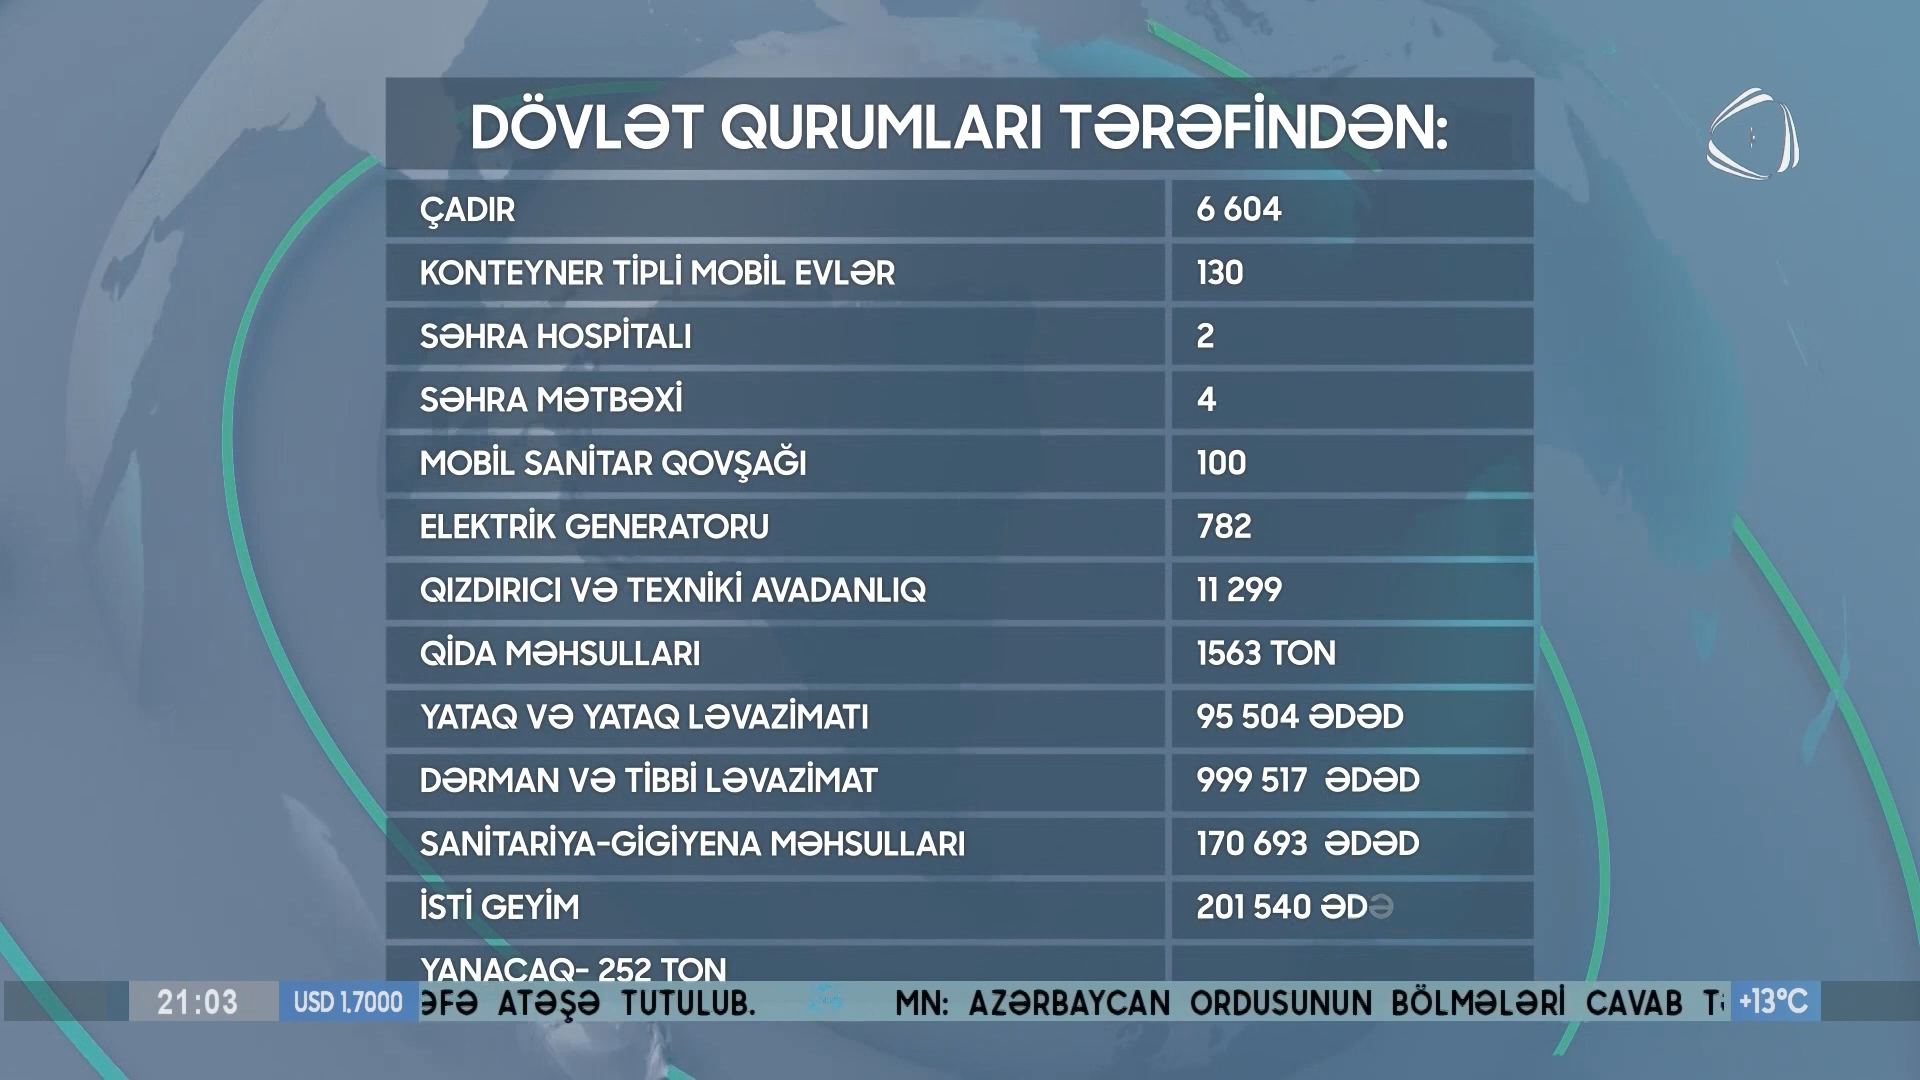 DÖVLƏT QURUMLARI TƏRƏFİNDƏN:
ÇADIR 6 604
KONTEYNER TİPLİ MOBİL EVLƏR 130
SƏHRA HOSPİTALI 2
SƏHRA MƏTBƏXİ 4
MOBİL SANİTAR QOVŞAĞI 100
ELEKTRİK GENERATORU 782
QIZDIRICI VƏ TEXNİKİ AVADANLIQ 11 299
QİDA MƏHSULLARI 1563 TON
YATAQ VƏ YATAQ LƏVAZİMATI 95 504 ƏDƏD
DƏRMAN VƏ TİBBİ LƏVAZİMAT 999 517 ƏDƏD
SANİTARİYA-GİGİYENA MƏHSULLARI 170 693 ƏDƏD
İSTİ GEYİM 201 540 ƏDƏ
YANACAQ- 252 TON
21:03 USD 1.7000 ƏFƏ ATƏŞƏ TUTULUB. MN: AZƏRBAYCAN ORDUSUNUN BÖLMƏLƏRİ CAVAB +13°C